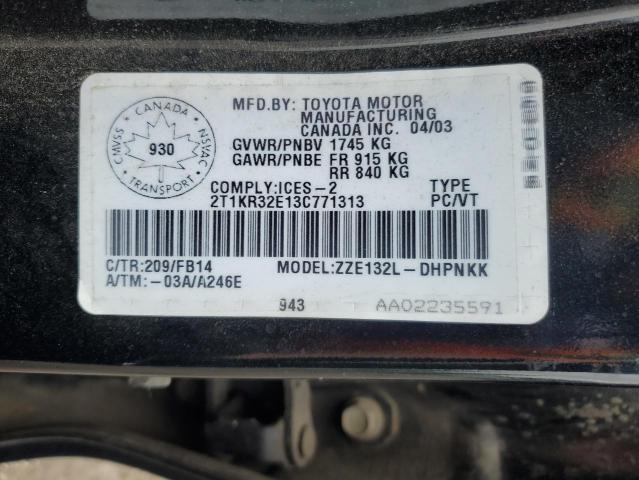 CANADA
CMVSS
NSVAC
930
TRANSPORT
MFD.BY: TOYOTA MOTOR
MANUFACTURING
CANADA INC. 04/03
GVWR/PNBV 1745 KG
GAWR/PNBE FR 915 KG
RR 840 KG
COMPLY:ICES-2 TYPE
2T1KR32E13C771313 PC/VT
C/TR:209/FB14 MODEL:ZZE132L-DHPNKK
A/TM:-03A/A246E
943 AA02235591